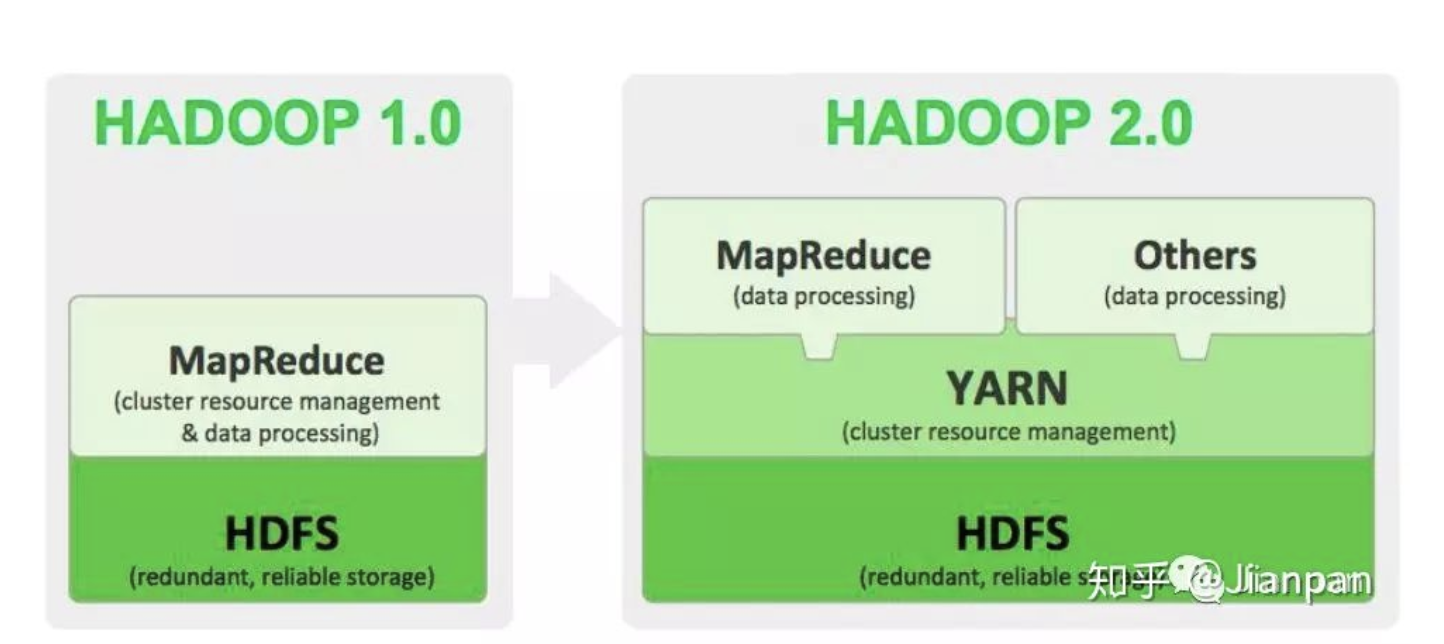 HADOOP 1.0
MapReduce
(cluster resource management
& data processing)
HDFS
(redundant, reliable storage)
HADOOP 2.0
MapReduce
(data processing)
Others
(data processing)
YARN
(cluster resource management)
HDFS
(redundant, reliable
知乎 @Jianpan